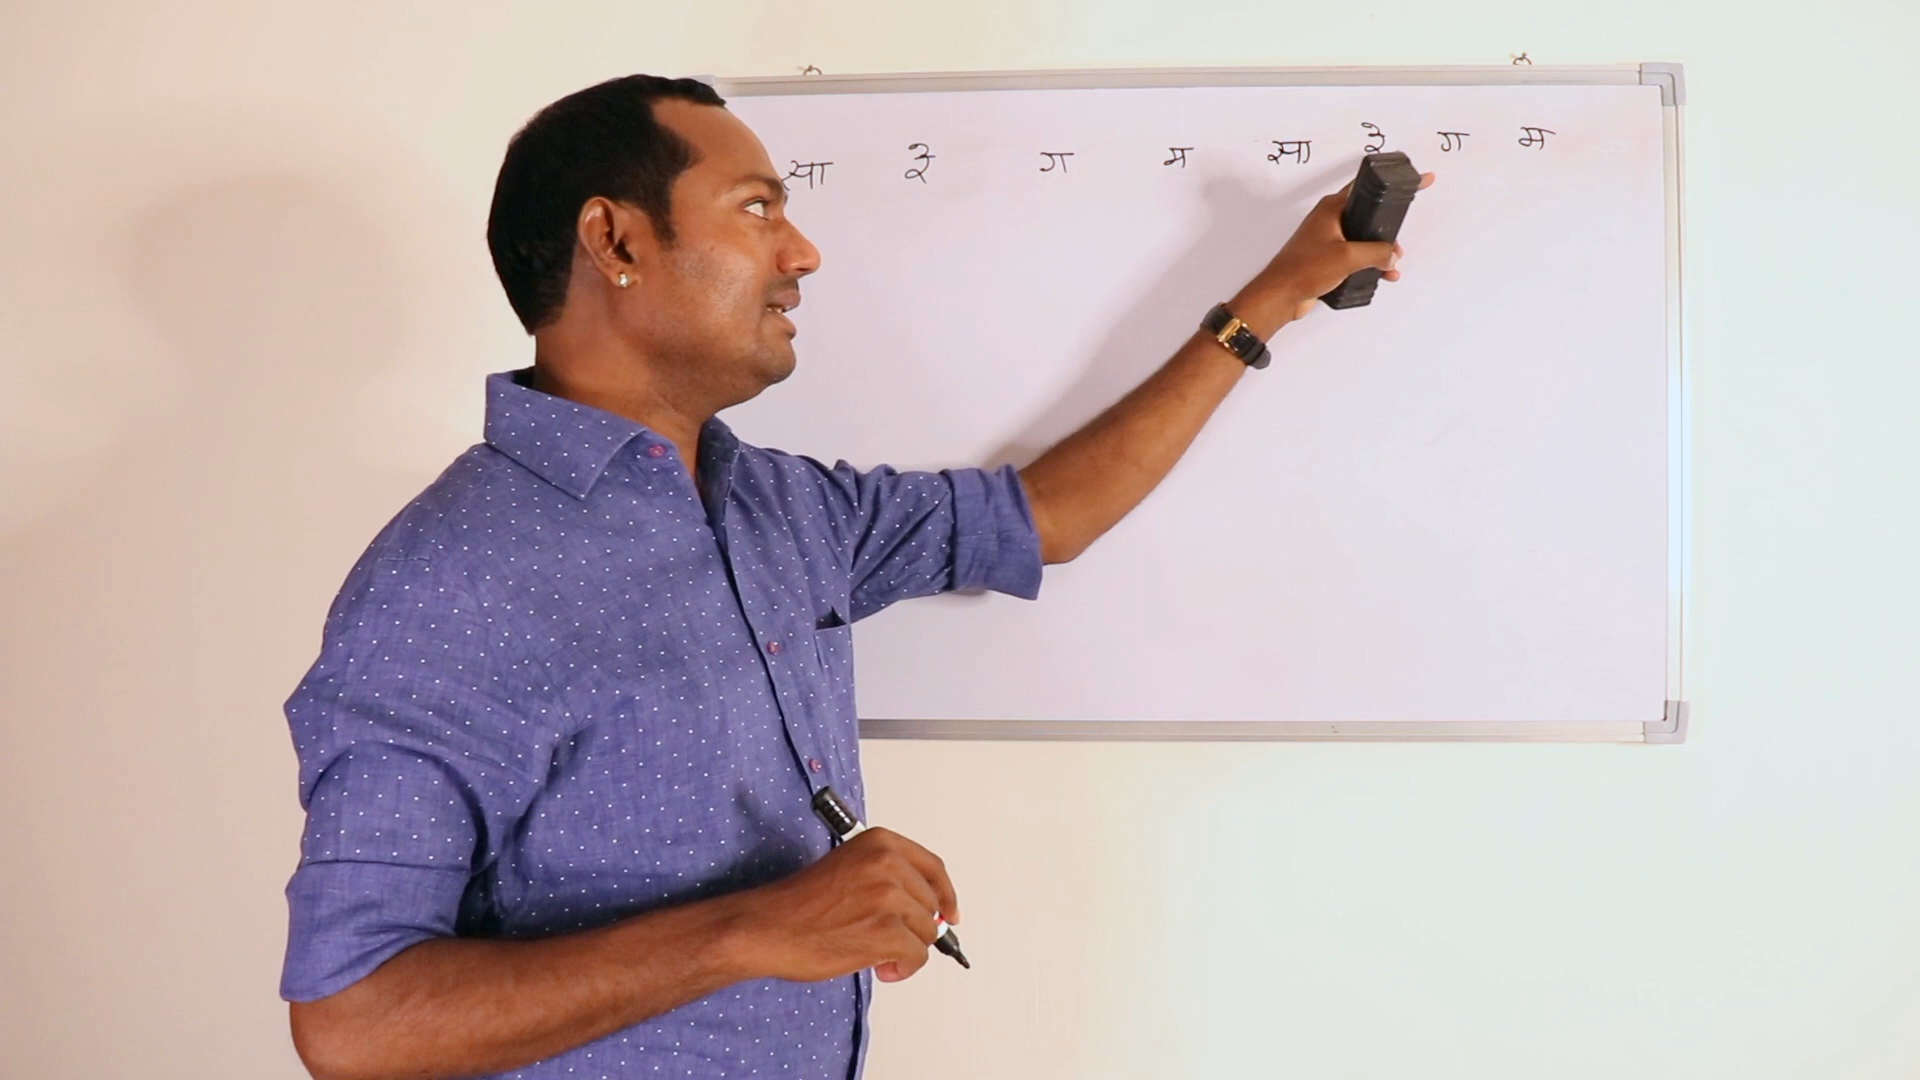 सा रे ग म सा रे ग म